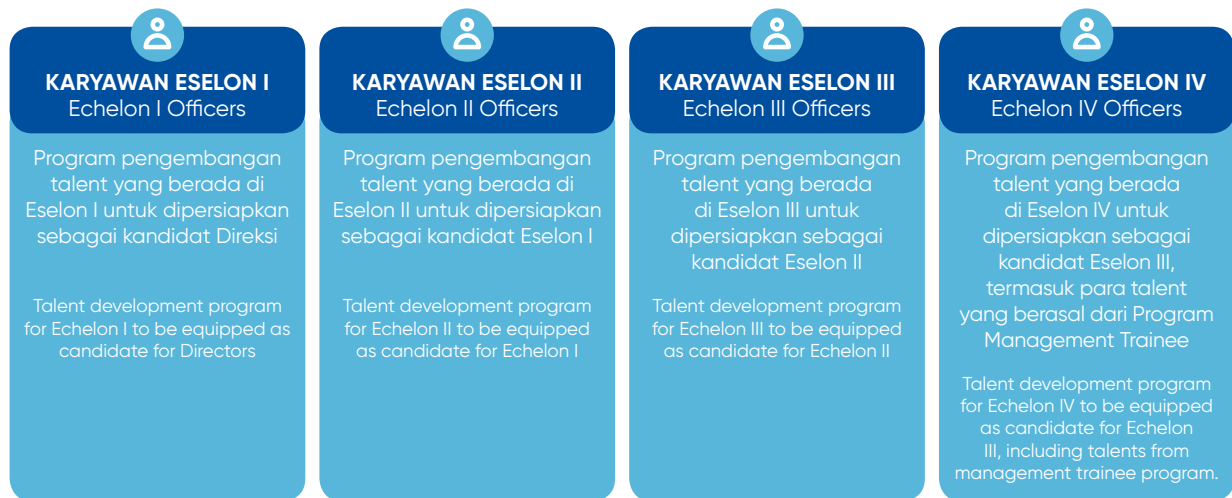 KARYAWAN ESELON I
Echelon I Officers
Program pengembangan
talent yang berada di
Eselon I untuk dipersiapkan
sebagai kandidat Direksi
Talent development program
for Echelon I to be equipped as
candidate for Directors
KARYAWAN ESELON II
Echelon II Officers
Program pengembangan
talent yang berada di
Eselon II untuk dipersiapkan
sebagai kandidat Eselon I
Talent development program
for Echelon II to be equipped
as candidate for Echelon I
KARYAWAN ESELON III
Echelon III Officers
Program pengembangan
talent yang berada
di Eselon III untuk
dipersiapkan sebagai
kandidat Eselon II
Talent development program
for Echelon III to be equipped
as candidate for Echelon II
KARYAWAN ESELON IV
Echelon IV Officers
Program pengembangan
talent yang berada
di Eselon IV untuk
dipersiapkan sebagai
kandidat Eselon III,
termasuk para talent
yang berasal dari Program
Management Trainee
Talent development program
for Echelon IV to be equipped
as candidate for Echelon
III, including talents from
management trainee program.